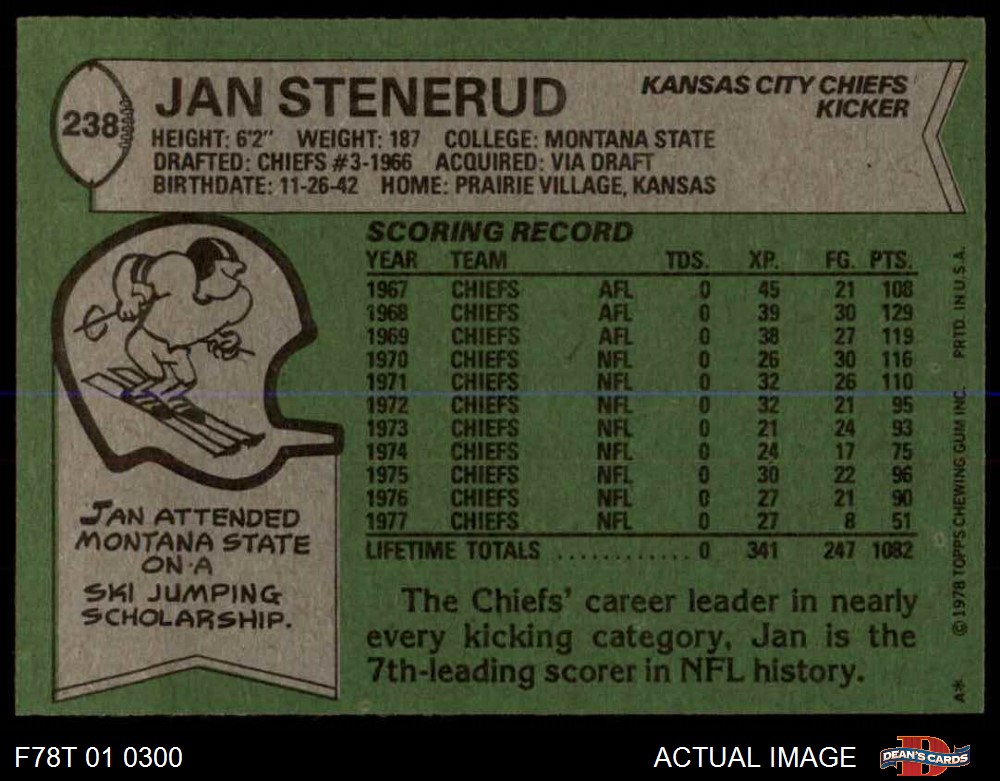 238
JAN STENERUD
KANSAS CITY CHIEFS
KICKER
HEIGHT: 6'2" WEIGHT: 187 COLLEGE: MONTANA STATE
DRAFTED: CHIEFS #3-1966 ACQUIRED: VIA DRAFT
BIRTHDATE: 11-26-42 HOME: PRAIRIE VILLAGE, KANSAS
SCORING RECORD
YEAR TEAM TDS. XP. FG. PTS.
1967 CHIEFS AFL 0 45 21 108
1968 CHIEFS AFL 0 39 30 129
1969 CHIEFS AFL 0 38 27 119
1970 CHIEFS NFL 0 26 30 116
1971 CHIEFS NFL 0 32 26 110
1972 CHIEFS NFL 0 32 21 95
1973 CHIEFS NFL 0 21 24 93
1974 CHIEFS NFL 0 24 17 75
1975 CHIEFS NFL 0 30 22 96
1976 CHIEFS NFL 0 27 21 90
1977 CHIEFS NFL 0 27 8 51
LIFETIME TOTALS ............ 0 341 247 1082
JAN ATTENDED
MONTANA STATE
ON A
SKI JUMPING
SCHOLARSHIP.
The Chiefs' career leader in nearly
every kicking category, Jan is the
7th-leading scorer in NFL history.
A* © 1978 TOPPS CHEWING GUM INC. PRTD. IN U.S.A.
F78T 01 0300
ACTUAL IMAGE
D
DEAN'S CARDS